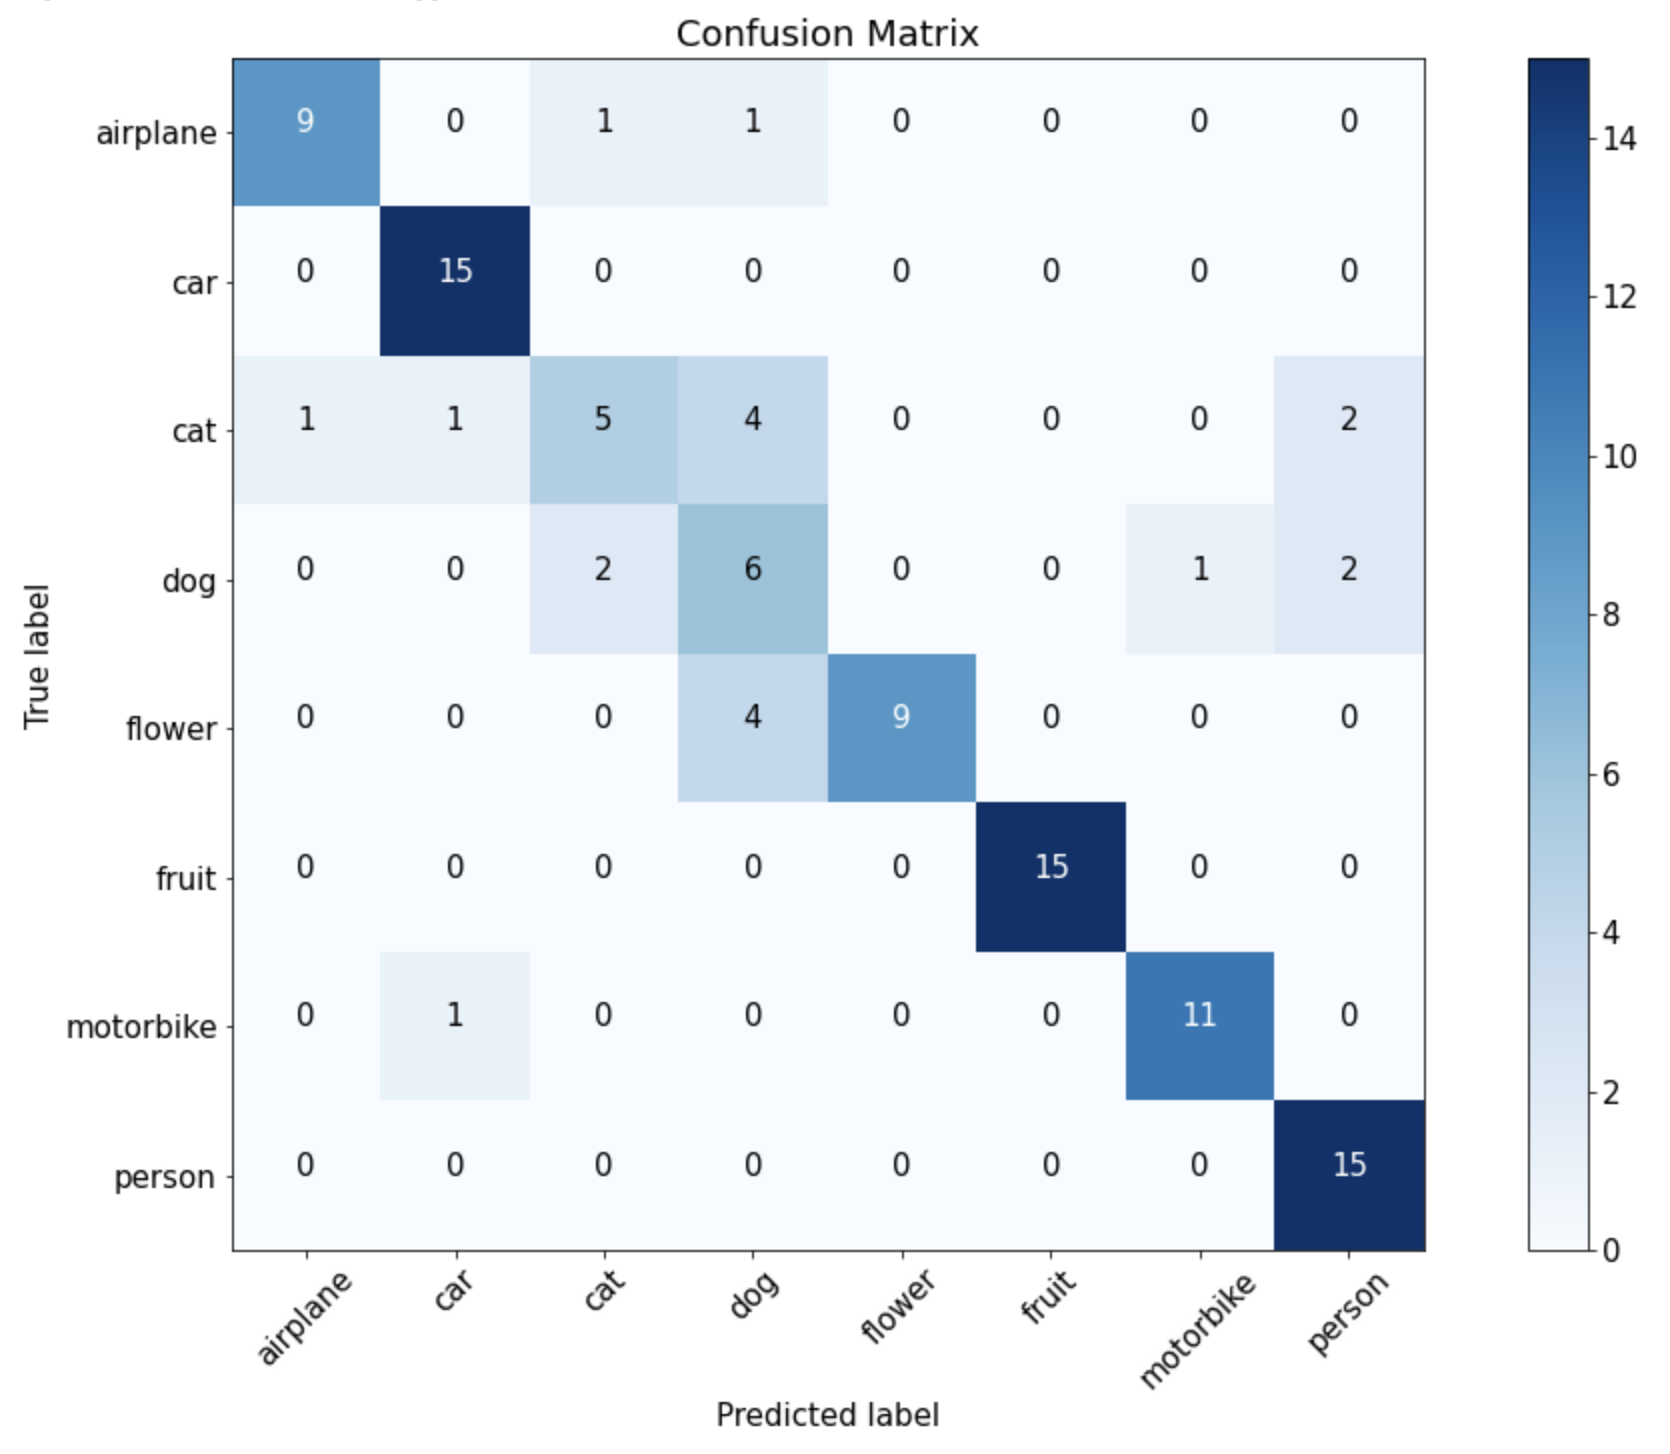 Confusion Matrix
airplane 9 0 1 1 0 0 0 0
car 0 15 0 0 0 0 0 0
cat 1 1 5 4 0 0 0 2
dog 0 0 2 6 0 0 1 2
flower 0 0 0 4 9 0 0 0
fruit 0 0 0 0 0 15 0 0
motorbike 0 1 0 0 0 0 11 0
person 0 0 0 0 0 0 0 15
True label
airplane car cat dog flower fruit motorbike person
Predicted label
14
12
10
8
6
4
2
0